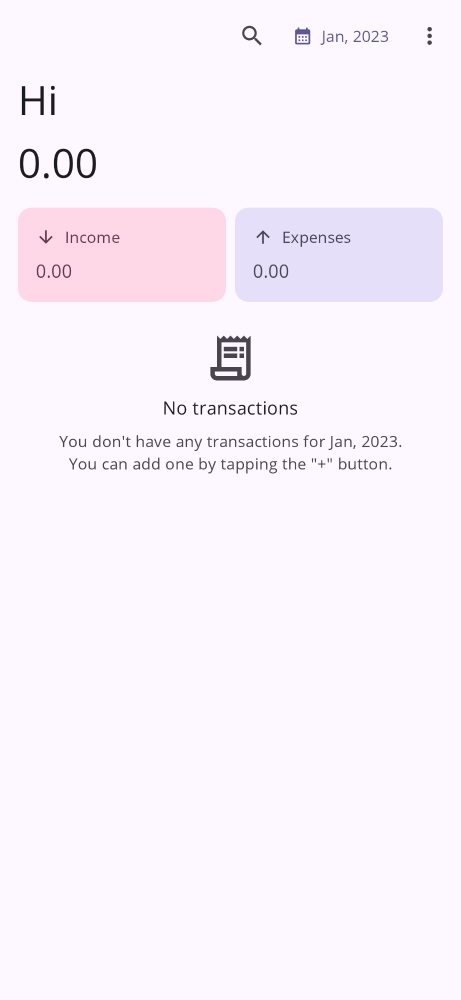 Jan, 2023
Hi
0.00
Income
0.00
Expenses
0.00
No transactions
You don't have any transactions for Jan, 2023.
You can add one by tapping the "+" button.